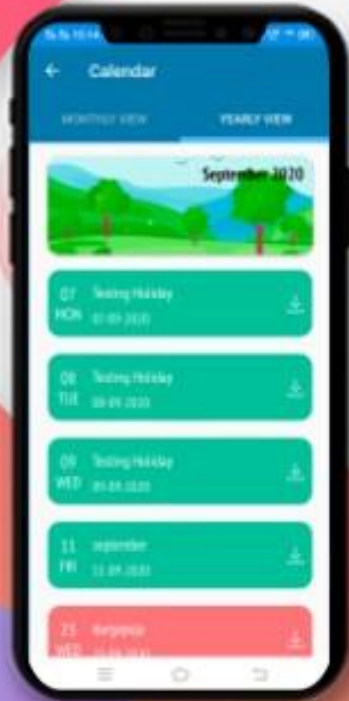 Calendar
MONTHLY VIEW
YEARLY VIEW
September 2020
07
MON
Testing Holiday
07-09-2020
08
TUE
Testing Holiday
08-09-2020
09
WED
Testing Holiday
09-09-2020
11
FRI
september
11-09-2020
23
WED